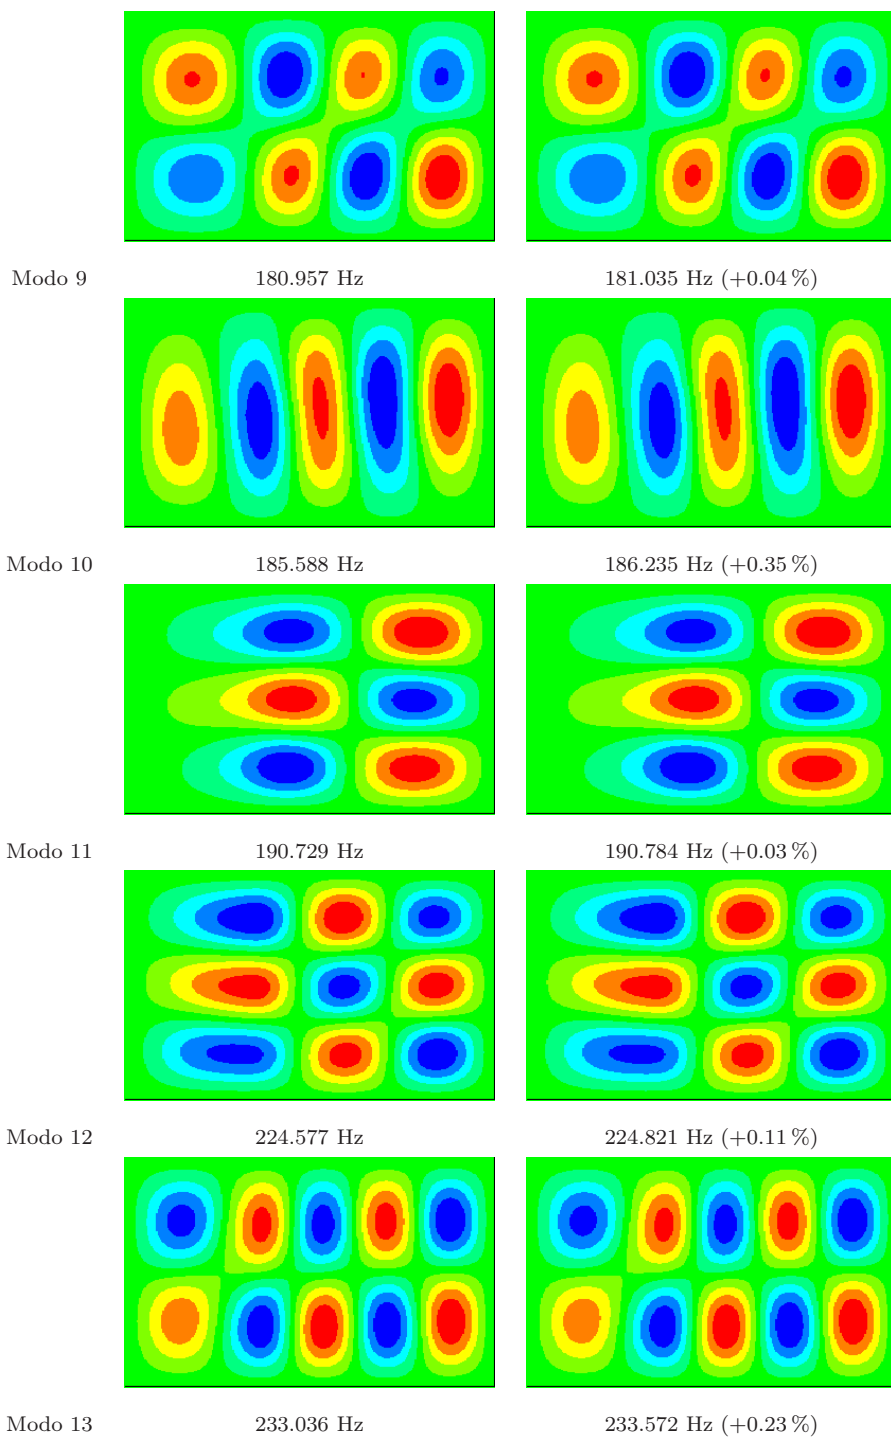 Modo 9 180.957 Hz 181.035 Hz (+0.04 %)
Modo 10 185.588 Hz 186.235 Hz (+0.35 %)
Modo 11 190.729 Hz 190.784 Hz (+0.03 %)
Modo 12 224.577 Hz 224.821 Hz (+0.11 %)
Modo 13 233.036 Hz 233.572 Hz (+0.23 %)